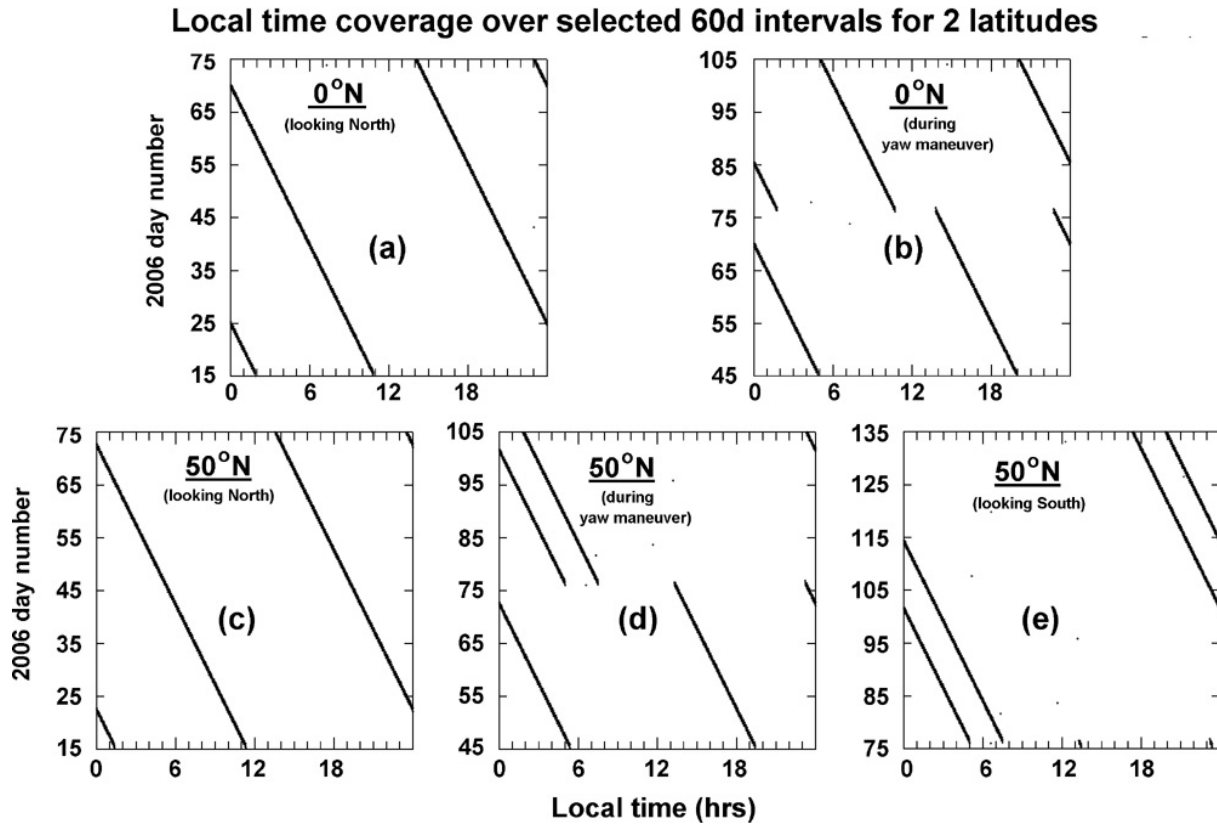 Local time coverage over selected 60d intervals for 2 latitudes
2006 day number
75
65
55
45
35
25
15
0°N
(looking North)
(a)
0
6
12
18
105
95
85
75
65
55
45
0°N
(during
yaw maneuver)
(b)
0
6
12
18
2006 day number
75
65
55
45
35
25
15
50°N
(looking North)
(c)
0
6
12
18
105
95
85
75
65
55
45
50°N
(during
yaw maneuver)
(d)
0
6
12
18
135
125
115
105
95
85
75
50°N
(looking South)
(e)
0
6
12
18
Local time (hrs)